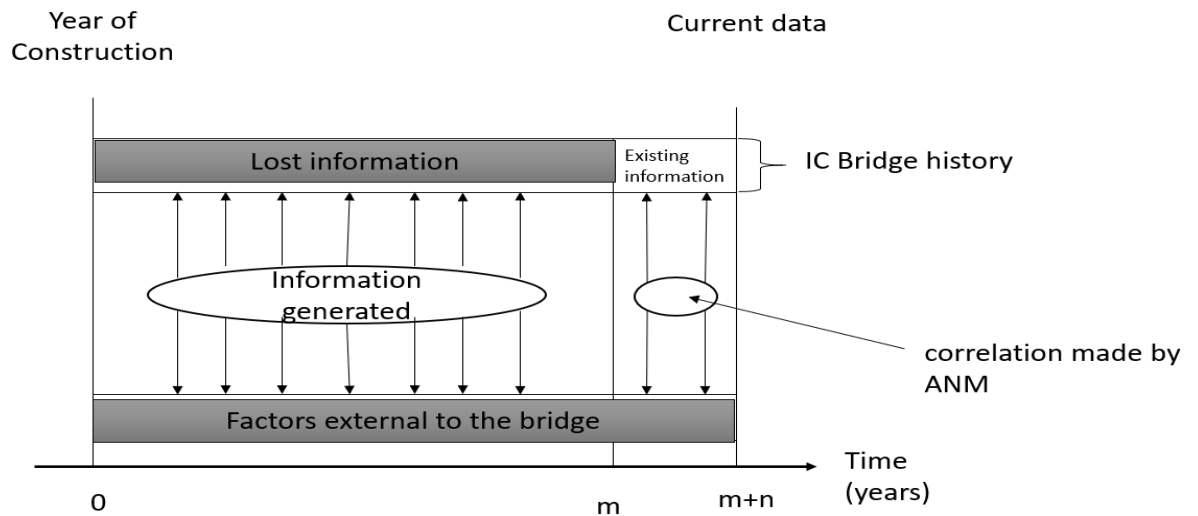 Year of
Construction
Current data
Lost information
Existing
information
IC Bridge history
Information
generated
correlation made by
ANM
Factors external to the bridge
Time
(years)
0
m
m+n